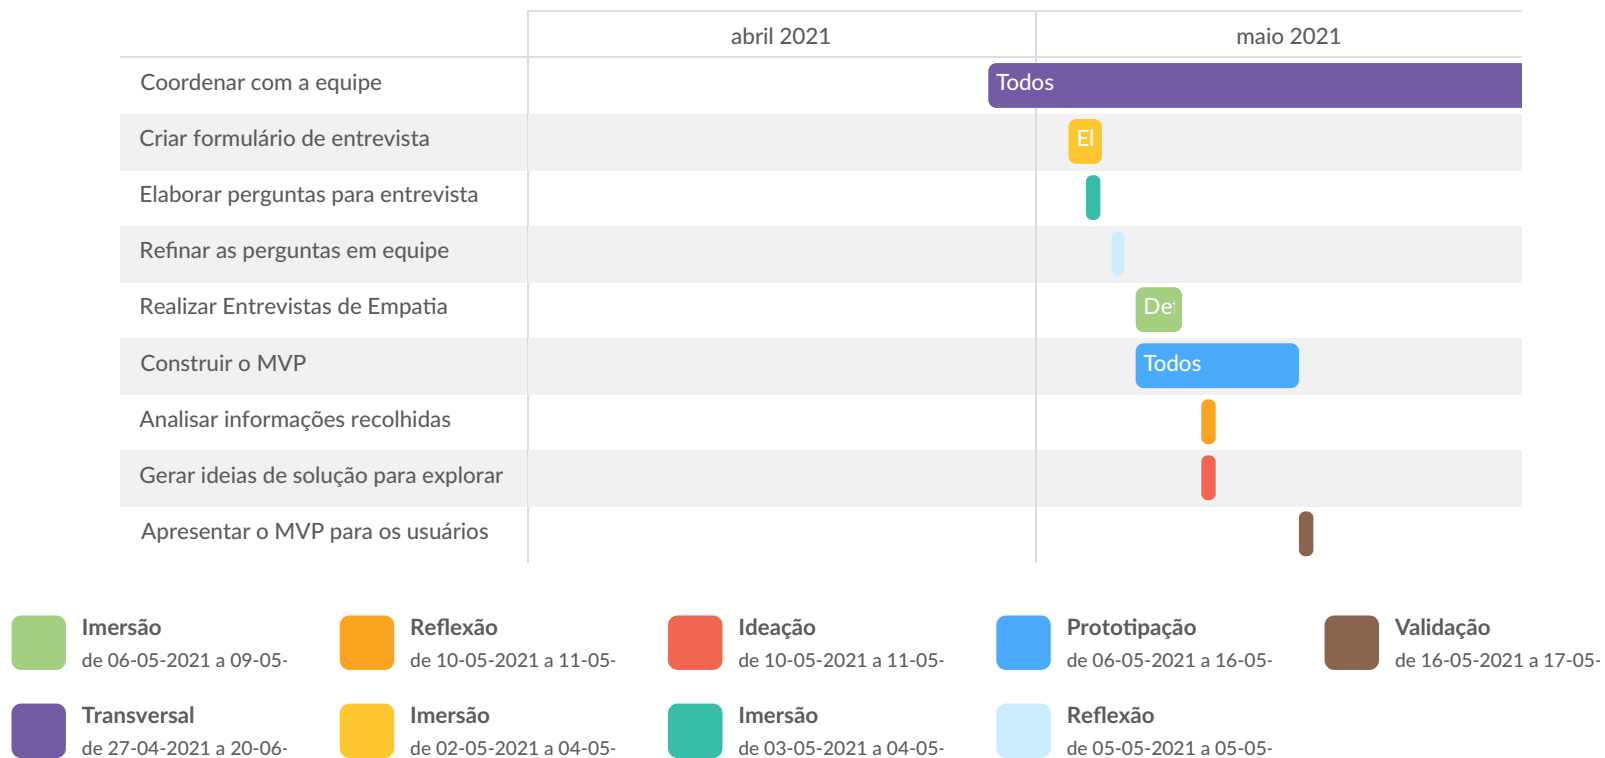 abril 2021 maio 2021
Coordenar com a equipe Todos
Criar formulário de entrevista El
Elaborar perguntas para entrevista
Refinar as perguntas em equipe
Realizar Entrevistas de Empatia De
Construir o MVP Todos
Analisar informações recolhidas
Gerar ideias de solução para explorar
Apresentar o MVP para os usuários
Imersão Reflexão Ideação Prototipação Validação
de 06-05-2021 a 09-05- de 10-05-2021 a 11-05- de 10-05-2021 a 11-05- de 06-05-2021 a 16-05- de 16-05-2021 a 17-05-
Transversal Imersão Imersão Reflexão
de 27-04-2021 a 20-06- de 02-05-2021 a 04-05- de 03-05-2021 a 04-05- de 05-05-2021 a 05-05-